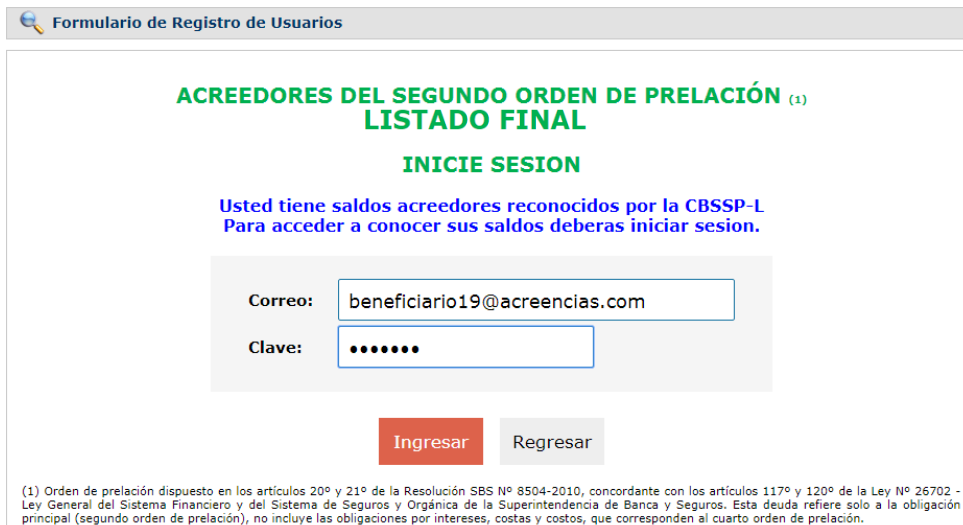 Formulario de Registro de Usuarios
ACREEDORES DEL SEGUNDO ORDEN DE PRELACIÓN (1)
LISTADO FINAL
INICIE SESION
Usted tiene saldos acreedores reconocidos por la CBSSP-L
Para acceder a conocer sus saldos deberas iniciar sesion.
Correo: beneficiario19@acreencias.com
Clave: •••••••
Ingresar Regresar
(1) Orden de prelación dispuesto en los artículos 20º y 21º de la Resolución SBS Nº 8504-2010, concordante con los artículos 117º y 120º de la Ley Nº 26702 -
Ley General del Sistema Financiero y del Sistema de Seguros y Orgánica de la Superintendencia de Banca y Seguros. Esta deuda refiere solo a la obligación
principal (segundo orden de prelación), no incluye las obligaciones por intereses, costas y costos, que corresponden al cuarto orden de prelación.